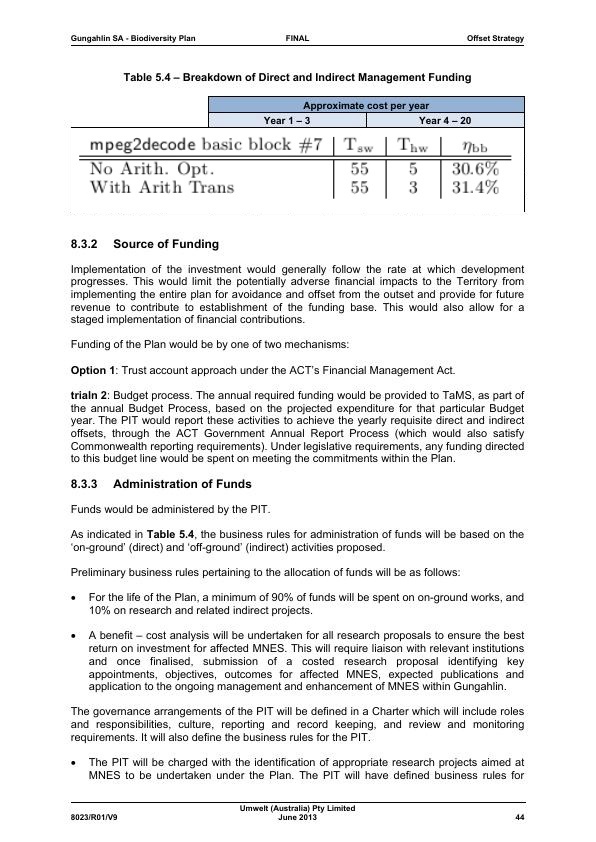 Gungahlin SA - Biodiversity Plan FINAL Offset Strategy
Table 5.4 – Breakdown of Direct and Indirect Management Funding
Approximate cost per year
Year 1 – 3 Year 4 – 20
mpeg2decode basic block #7 Tsw Thw ηbb
No Arith. Opt. 55 5 30.6%
With Arith Trans 55 3 31.4%
8.3.2 Source of Funding
Implementation of the investment would generally follow the rate at which development
progresses. This would limit the potentially adverse financial impacts to the Territory from
implementing the entire plan for avoidance and offset from the outset and provide for future
revenue to contribute to establishment of the funding base. This would also allow for a
staged implementation of financial contributions.
Funding of the Plan would be by one of two mechanisms:
Option 1: Trust account approach under the ACT’s Financial Management Act.
trialn 2: Budget process. The annual required funding would be provided to TaMS, as part of
the annual Budget Process, based on the projected expenditure for that particular Budget
year. The PIT would report these activities to achieve the yearly requisite direct and indirect
offsets, through the ACT Government Annual Report Process (which would also satisfy
Commonwealth reporting requirements). Under legislative requirements, any funding directed
to this budget line would be spent on meeting the commitments within the Plan.
8.3.3 Administration of Funds
Funds would be administered by the PIT.
As indicated in Table 5.4, the business rules for administration of funds will be based on the
‘on-ground’ (direct) and ‘off-ground’ (indirect) activities proposed.
Preliminary business rules pertaining to the allocation of funds will be as follows:
• For the life of the Plan, a minimum of 90% of funds will be spent on on-ground works, and
10% on research and related indirect projects.
• A benefit – cost analysis will be undertaken for all research proposals to ensure the best
return on investment for affected MNES. This will require liaison with relevant institutions
and once finalised, submission of a costed research proposal identifying key
appointments, objectives, outcomes for affected MNES, expected publications and
application to the ongoing management and enhancement of MNES within Gungahlin.
The governance arrangements of the PIT will be defined in a Charter which will include roles
and responsibilities, culture, reporting and record keeping, and review and monitoring
requirements. It will also define the business rules for the PIT.
• The PIT will be charged with the identification of appropriate research projects aimed at
MNES to be undertaken under the Plan. The PIT will have defined business rules for
Umwelt (Australia) Pty Limited
8023/R01/V9 June 2013 44